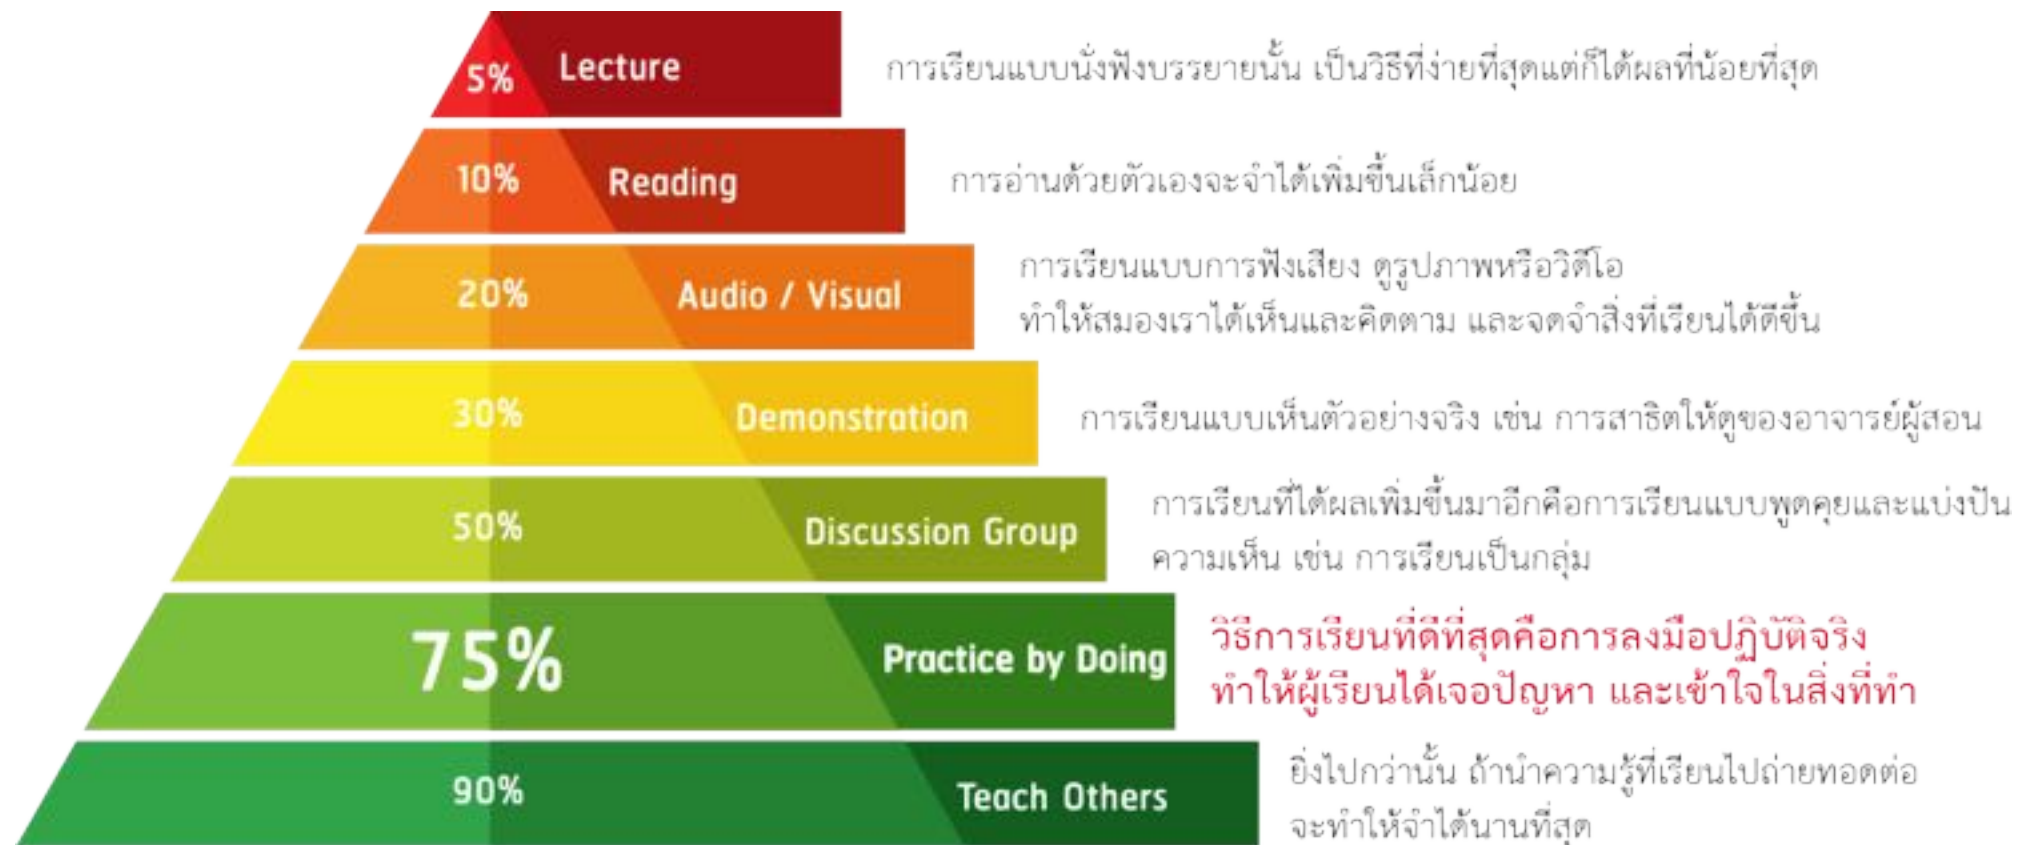 5% Lecture การเรียนแบบนั่งฟังบรรยายนั้น เป็นวิธีที่ง่ายที่สุดแต่ก็ได้ผลที่น้อยที่สุด
10% Reading การอ่านด้วยตัวเองจะจำได้เพิ่มขึ้นเล็กน้อย
20% Audio / Visual การเรียนแบบการฟังเสียง ดูรูปภาพหรือวิดีโอ
ทำให้สมองเราได้เห็นและคิดตาม และจดจำสิ่งที่เรียนได้ดีขึ้น
30% Demonstration การเรียนแบบเห็นตัวอย่างจริง เช่น การสาธิตให้ดูของอาจารย์ผู้สอน
50% Discussion Group การเรียนที่ได้ผลเพิ่มขึ้นมาอีกคือการเรียนแบบพูดคุยและแบ่งปัน
ความเห็น เช่น การเรียนเป็นกลุ่ม
75% Practice by Doing วิธีการเรียนที่ดีที่สุดคือการลงมือปฏิบัติจริง
ทำให้ผู้เรียนได้เจอปัญหา และเข้าใจในสิ่งที่ทำ
90% Teach Others ยิ่งไปกว่านั้น ถ้านำความรู้ที่เรียนไปถ่ายทอดต่อ
จะทำให้จำได้นานที่สุด